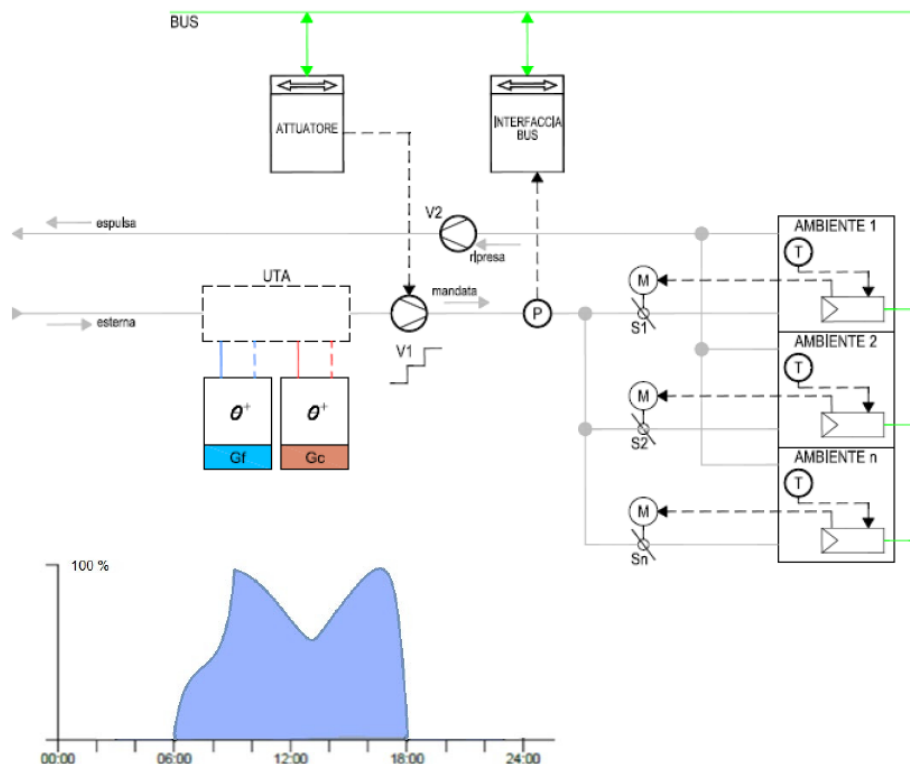 BUS
ATTUATORE
INTERFACCIA
BUS
espulsa
V2
ripresa
AMBIENTE 1
T
UTA
M
mandata
esterna
P
S1
V1
AMBIENTE 2
T
M
θ+
θ+
S2
Gf
Gc
AMBIENTE n
T
M
Sn
100 %
00:00
06:00
12:00
18:00
24:00